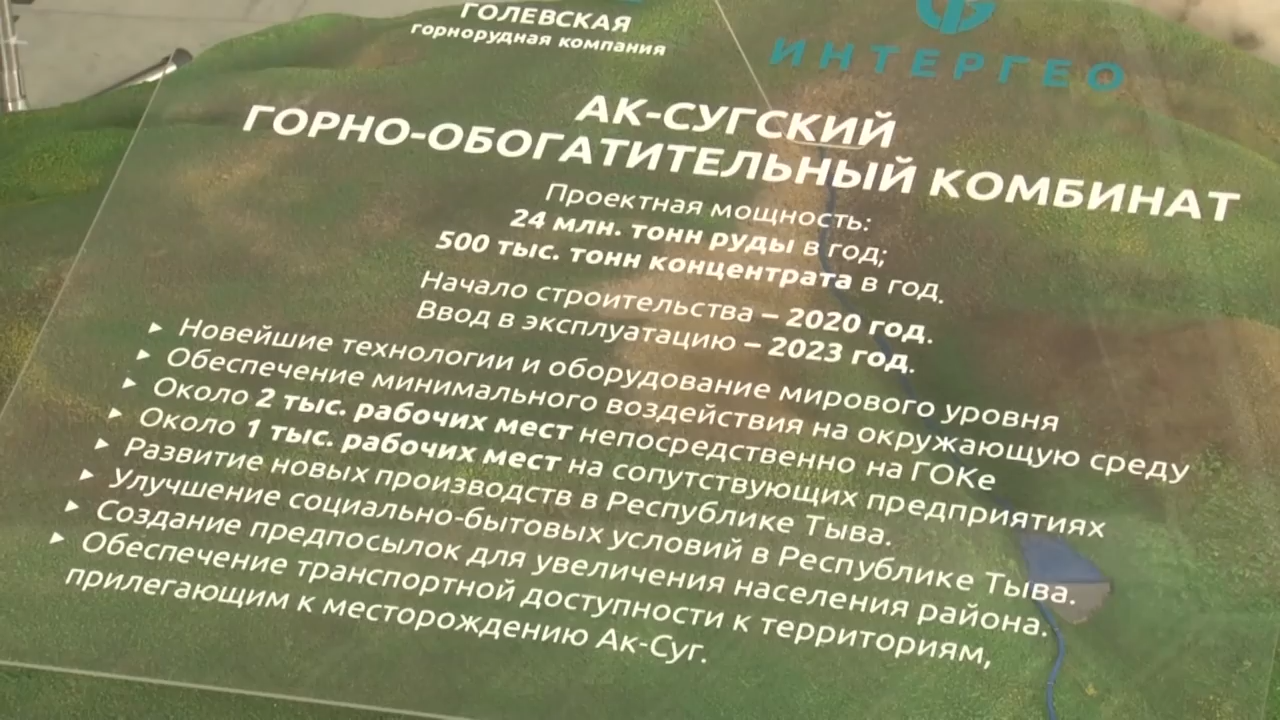 ГОЛЕВСКАЯ
горнорудная компания
ИНТЕРГЕО
АК-СУГСКИЙ
ГОРНО-ОБОГАТИТЕЛЬНЫЙ КОМБИНАТ
Проектная мощность:
24 млн. тонн руды в год;
500 тыс. тонн концентрата в год.
Начало строительства – 2020 год.
Ввод в эксплуатацию – 2023 год.
▸ Новейшие технологии и оборудование мирового уровня
▸ Обеспечение минимального воздействия на окружающую среду
▸ Около 2 тыс. рабочих мест непосредственно на ГОКе
▸ Около 1 тыс. рабочих мест на сопутствующих предприятиях
▸ Развитие новых производств в Республике Тыва.
▸ Улучшение социально-бытовых условий в Республике Тыва.
▸ Создание предпосылок для увеличения населения района.
▸ Обеспечение транспортной доступности к территориям,
прилегающим к месторождению Ак-Суг.